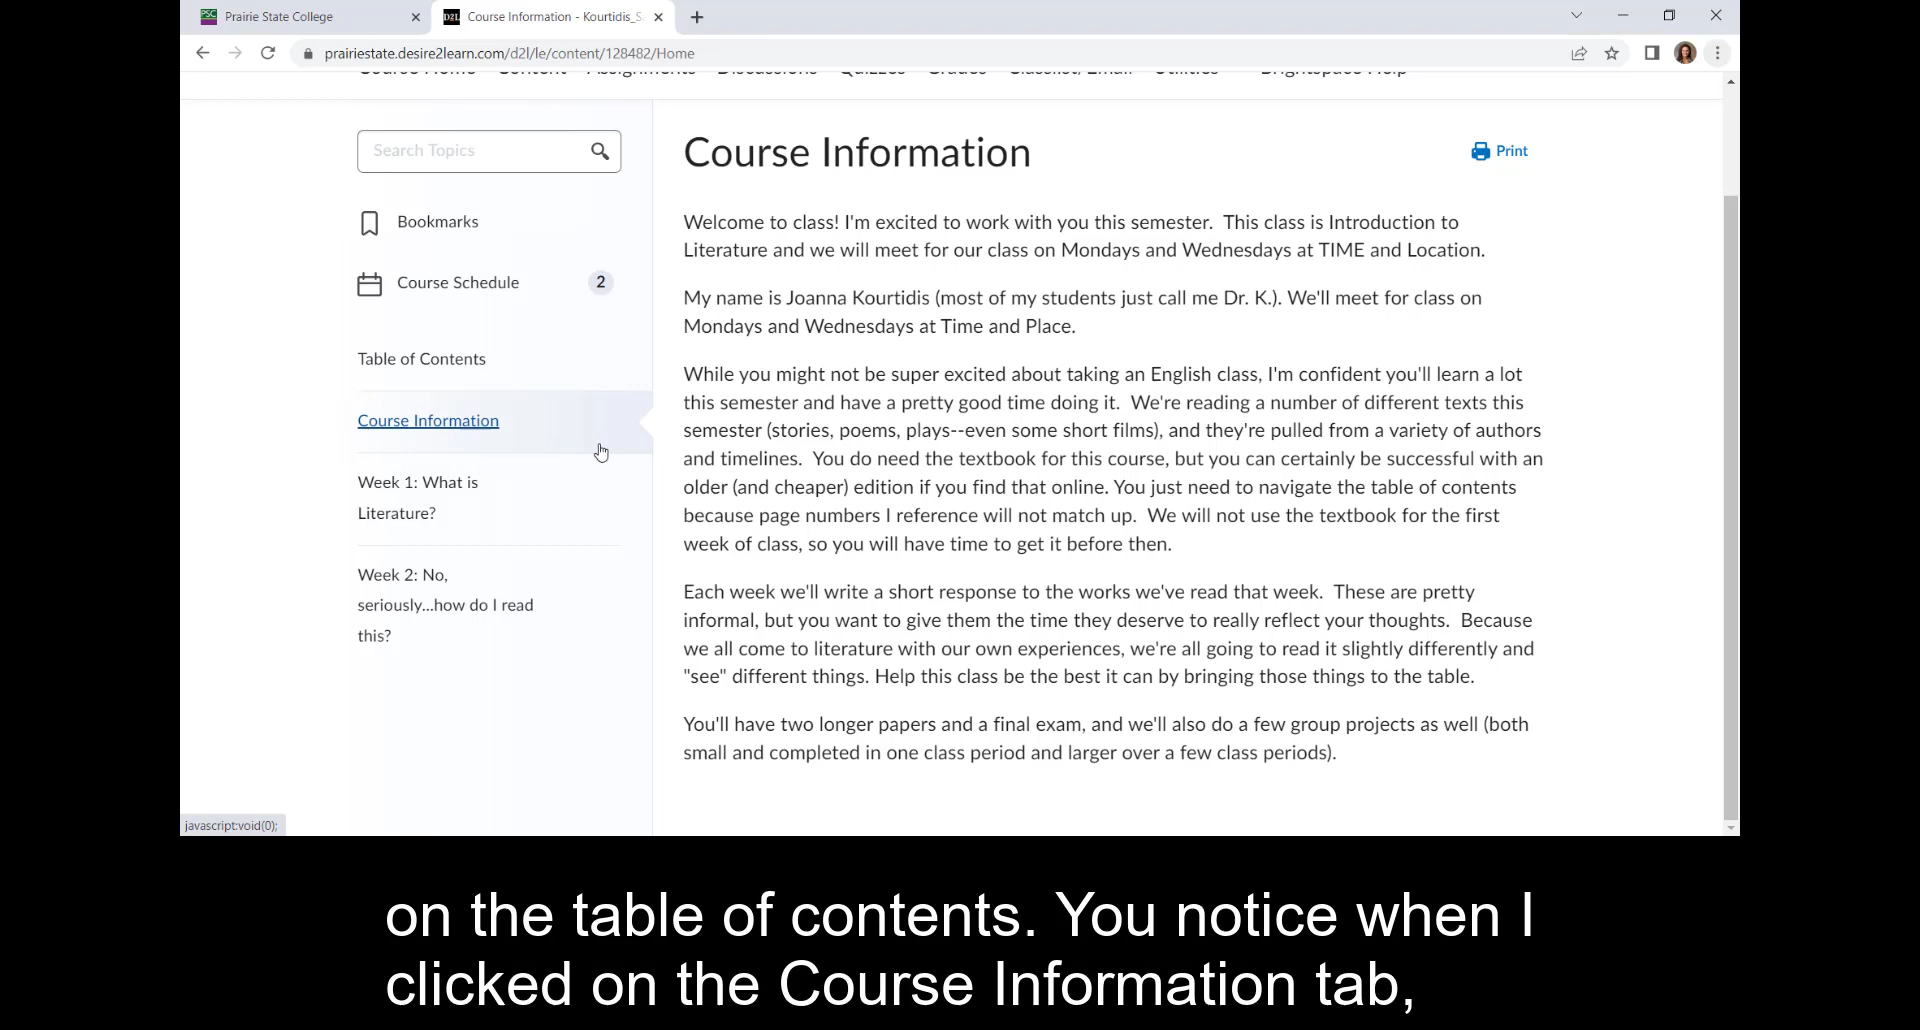 Prairie State College
D2L Course Information - Kourtidis_S
prairiestate.desire2learn.com/d2l/le/content/128482/Home
Course Home Content Assignments Discussions Quizzes Grades Classlist/Email Utilities Brightspace Help
Search Topics
Bookmarks
Course Schedule 2
Table of Contents
Course Information
Week 1: What is
Literature?
Week 2: No,
seriously...how do I read
this?
Course Information
Print
Welcome to class! I'm excited to work with you this semester.  This class is Introduction to
Literature and we will meet for our class on Mondays and Wednesdays at TIME and Location.
My name is Joanna Kourtidis (most of my students just call me Dr. K.). We'll meet for class on
Mondays and Wednesdays at Time and Place.
While you might not be super excited about taking an English class, I'm confident you'll learn a lot
this semester and have a pretty good time doing it.  We're reading a number of different texts this
semester (stories, poems, plays--even some short films), and they're pulled from a variety of authors
and timelines.  You do need the textbook for this course, but you can certainly be successful with an
older (and cheaper) edition if you find that online. You just need to navigate the table of contents
because page numbers I reference will not match up.  We will not use the textbook for the first
week of class, so you will have time to get it before then.
Each week we'll write a short response to the works we've read that week.  These are pretty
informal, but you want to give them the time they deserve to really reflect your thoughts.  Because
we all come to literature with our own experiences, we're all going to read it slightly differently and
"see" different things. Help this class be the best it can by bringing those things to the table.
You'll have two longer papers and a final exam, and we'll also do a few group projects as well (both
small and completed in one class period and larger over a few class periods).
javascript:void(0);
on the table of contents. You notice when I
clicked on the Course Information tab,